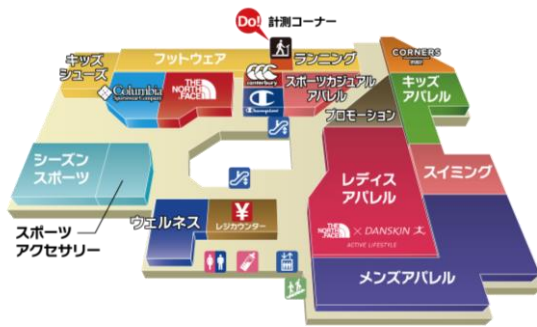 Do! 計測コーナー
キッズ
シューズ
フットウェア
ランニング
CORNERS
Columbia
Sportswear Company
THE
NORTH
FACE
canterbury
Champion
スポーツカジュアル
アパレル
キッズ
アパレル
プロモーション
シーズン
スポーツ
スポーツ
アクセサリー
ウェルネス
¥
レジカウンター
レディス
アパレル
スイミング
THE
NORTH
FACE
× DANSKIN
ACTIVE LIFESTYLE
メンズアパレル